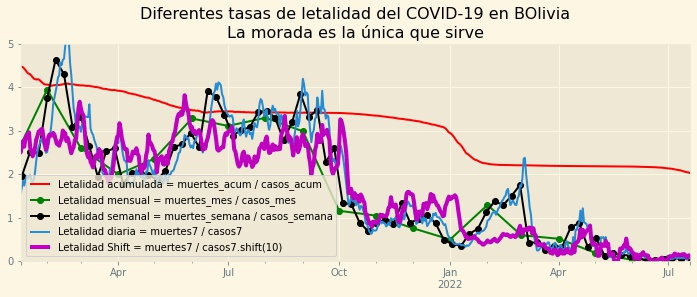 Diferentes tasas de letalidad del COVID-19 en BOlivia
La morada es la única que sirve
5
4
3
2
1
0
Letalidad acumulada = muertes_acum / casos_acum
Letalidad mensual = muertes_mes / casos_mes
Letalidad semanal = muertes_semana / casos_semana
Letalidad diaria = muertes7 / casos7
Letalidad Shift = muertes7 / casos7.shift(10)
Apr
Jul
Oct
Jan
2022
Apr
Jul